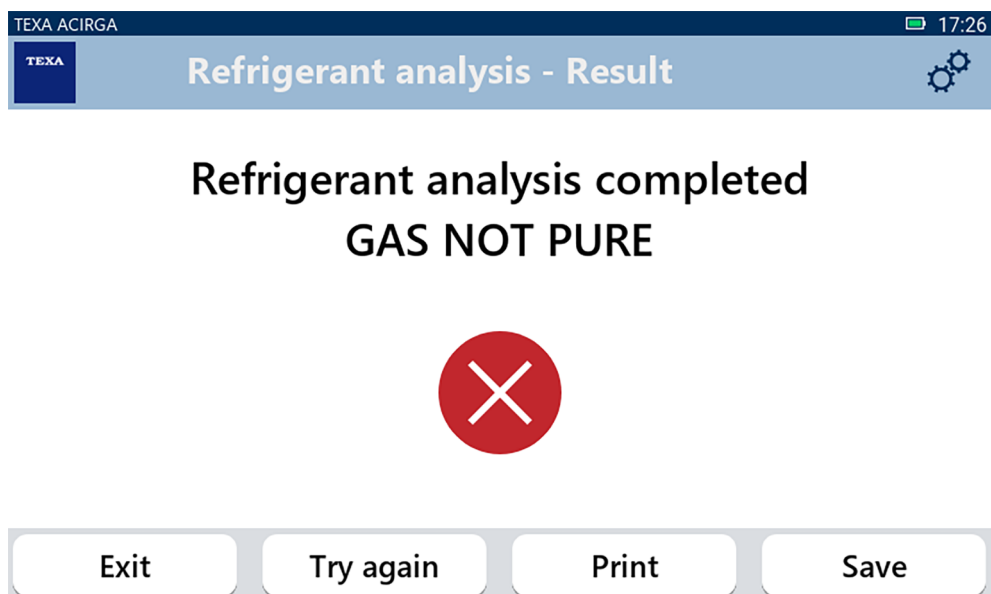 TEXA ACIRGA 17:26
TEXA
Refrigerant analysis - Result
Refrigerant analysis completed
GAS NOT PURE
Exit Try again Print Save